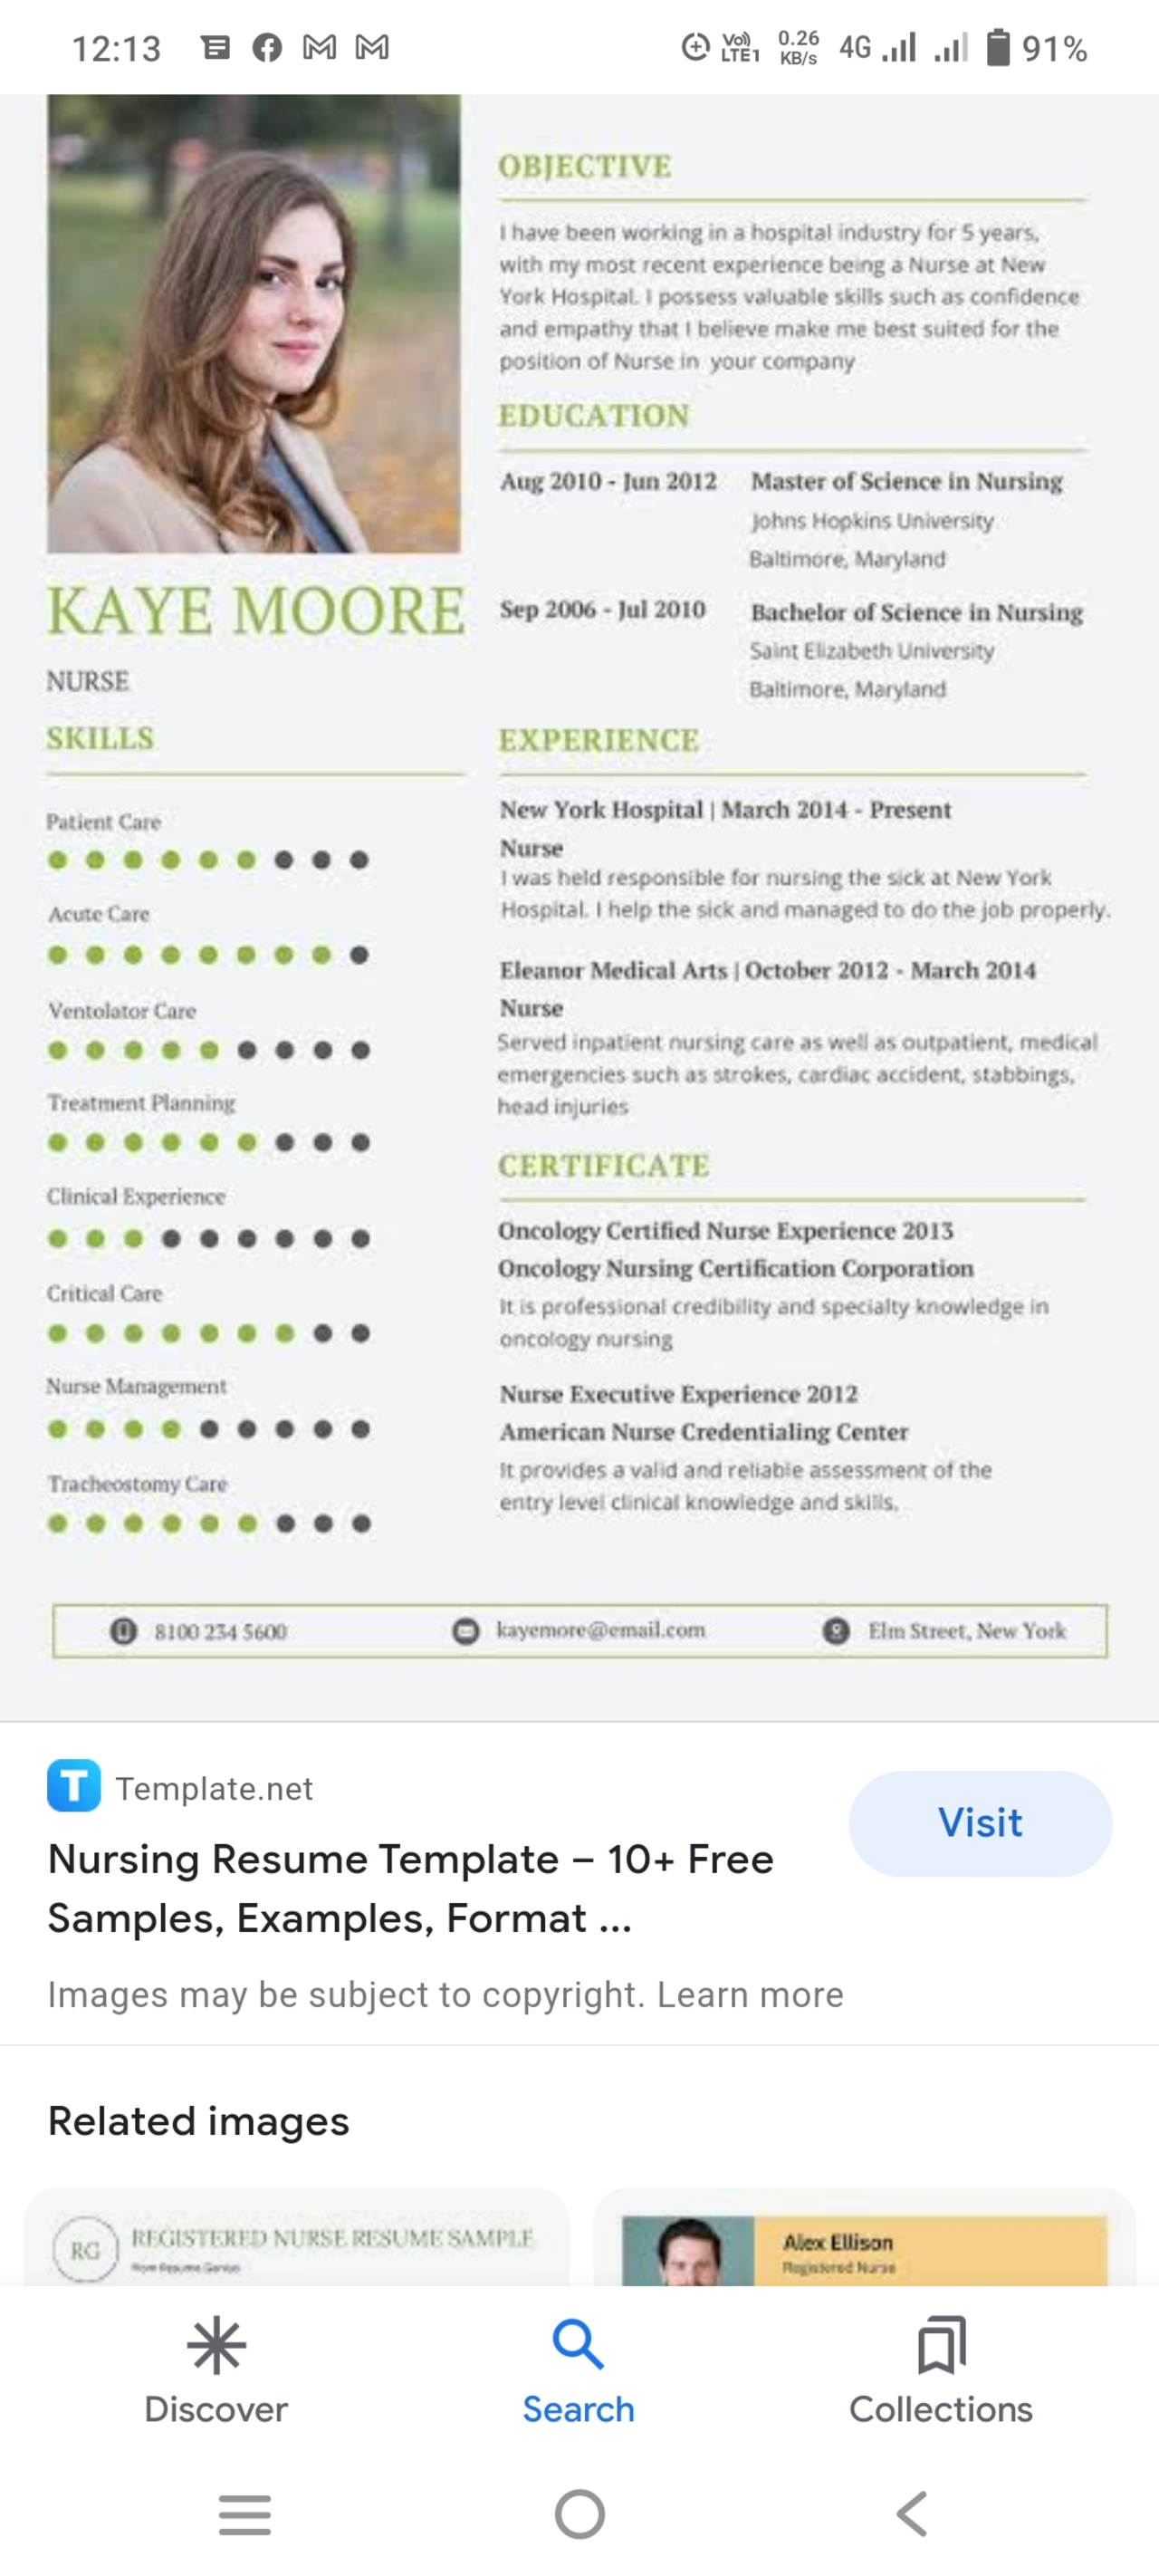 12:13
Vo)) LTE1
0.26 KB/s
4G
91%
KAYE MOORE
NURSE
SKILLS
Patient Care
Acute Care
Ventolator Care
Treatment Planning
Clinical Experience
Critical Care
Nurse Management
Tracheostomy Care
OBJECTIVE
I have been working in a hospital industry for 5 years,
with my most recent experience being a Nurse at New
York Hospital. I possess valuable skills such as confidence
and empathy that I believe make me best suited for the
position of Nurse in your company
EDUCATION
Aug 2010 - Jun 2012 Master of Science in Nursing
Johns Hopkins University
Baltimore, Maryland
Sep 2006 - Jul 2010 Bachelor of Science in Nursing
Saint Elizabeth University
Baltimore, Maryland
EXPERIENCE
New York Hospital | March 2014 - Present
Nurse
I was held responsible for nursing the sick at New York
Hospital. I help the sick and managed to do the job properly.
Eleanor Medical Arts | October 2012 - March 2014
Nurse
Served inpatient nursing care as well as outpatient, medical
emergencies such as strokes, cardiac accident, stabbings,
head injuries
CERTIFICATE
Oncology Certified Nurse Experience 2013
Oncology Nursing Certification Corporation
It is professional credibility and specialty knowledge in
oncology nursing
Nurse Executive Experience 2012
American Nurse Credentialing Center
It provides a valid and reliable assessment of the
entry level clinical knowledge and skills.
8100 234 5600
kayemore@email.com
Elm Street, New York
T Template.net
Visit
Nursing Resume Template – 10+ Free
Samples, Examples, Format ...
Images may be subject to copyright. Learn more
Related images
RG
REGISTERED NURSE RESUME SAMPLE
from Resume Genius
Alex Ellison
Registered Nurse
Discover
Search
Collections